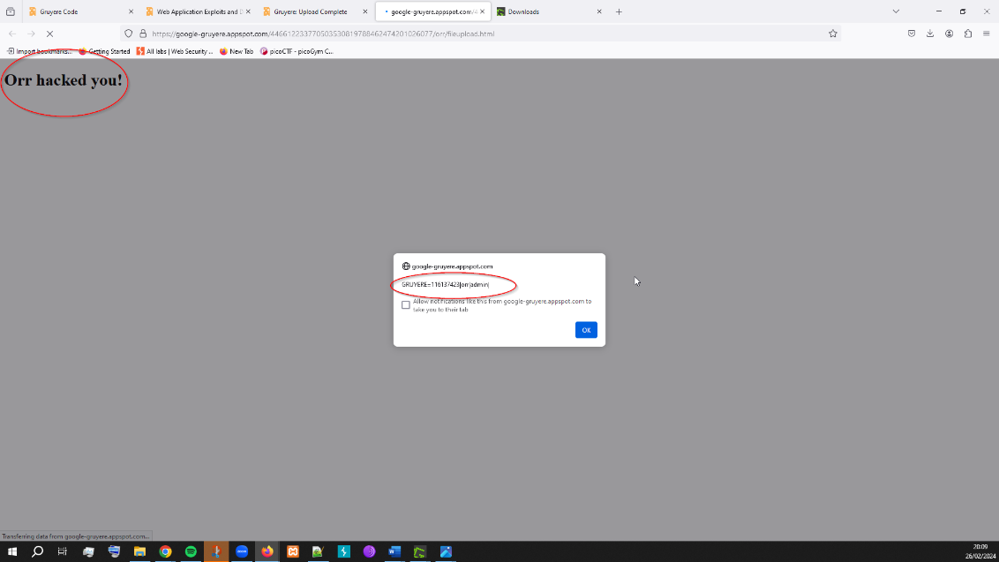 Gruyere Code
Web Application Exploits and D
Gruyere: Upload Complete
google-gruyere.appspot.com/4
Downloads
https://google-gruyere.appspot.com/446612233770503530819788462474201026077/orr/fileupload.html
Import bookmarks...
Getting Started
All labs | Web Security ...
New Tab
picoCTF - picoGym C...
Orr hacked you!
google-gruyere.appspot.com
GRUYERE=116137423|orr|admin|
Allow notifications like this from google-gruyere.appspot.com to
take you to their tab
OK
Transferring data from google-gruyere.appspot.com...
zoom
20:09
26/02/2024